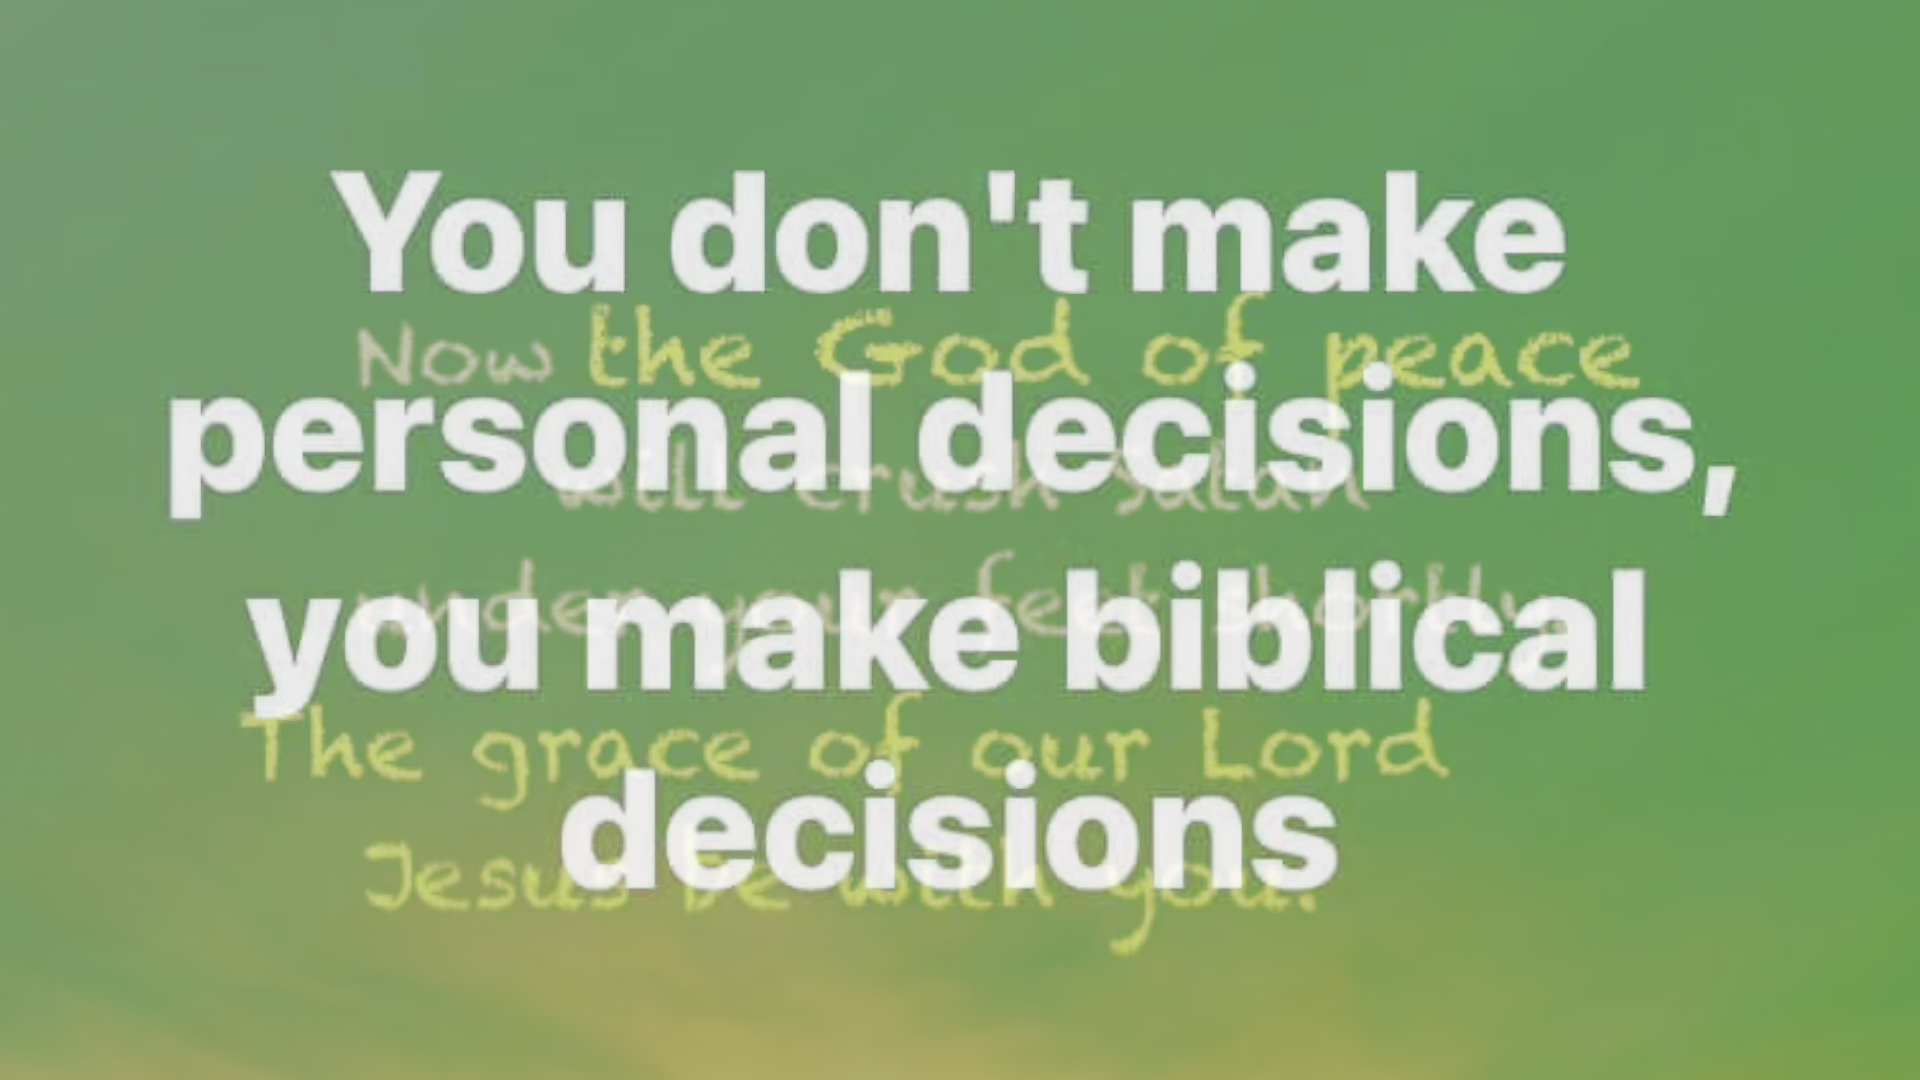 You don't make
Now the God of peace
personal decisions,
will crush Satan
under your feet shortly
you make biblical
The grace of our Lord
decisions
Jesus be with you.